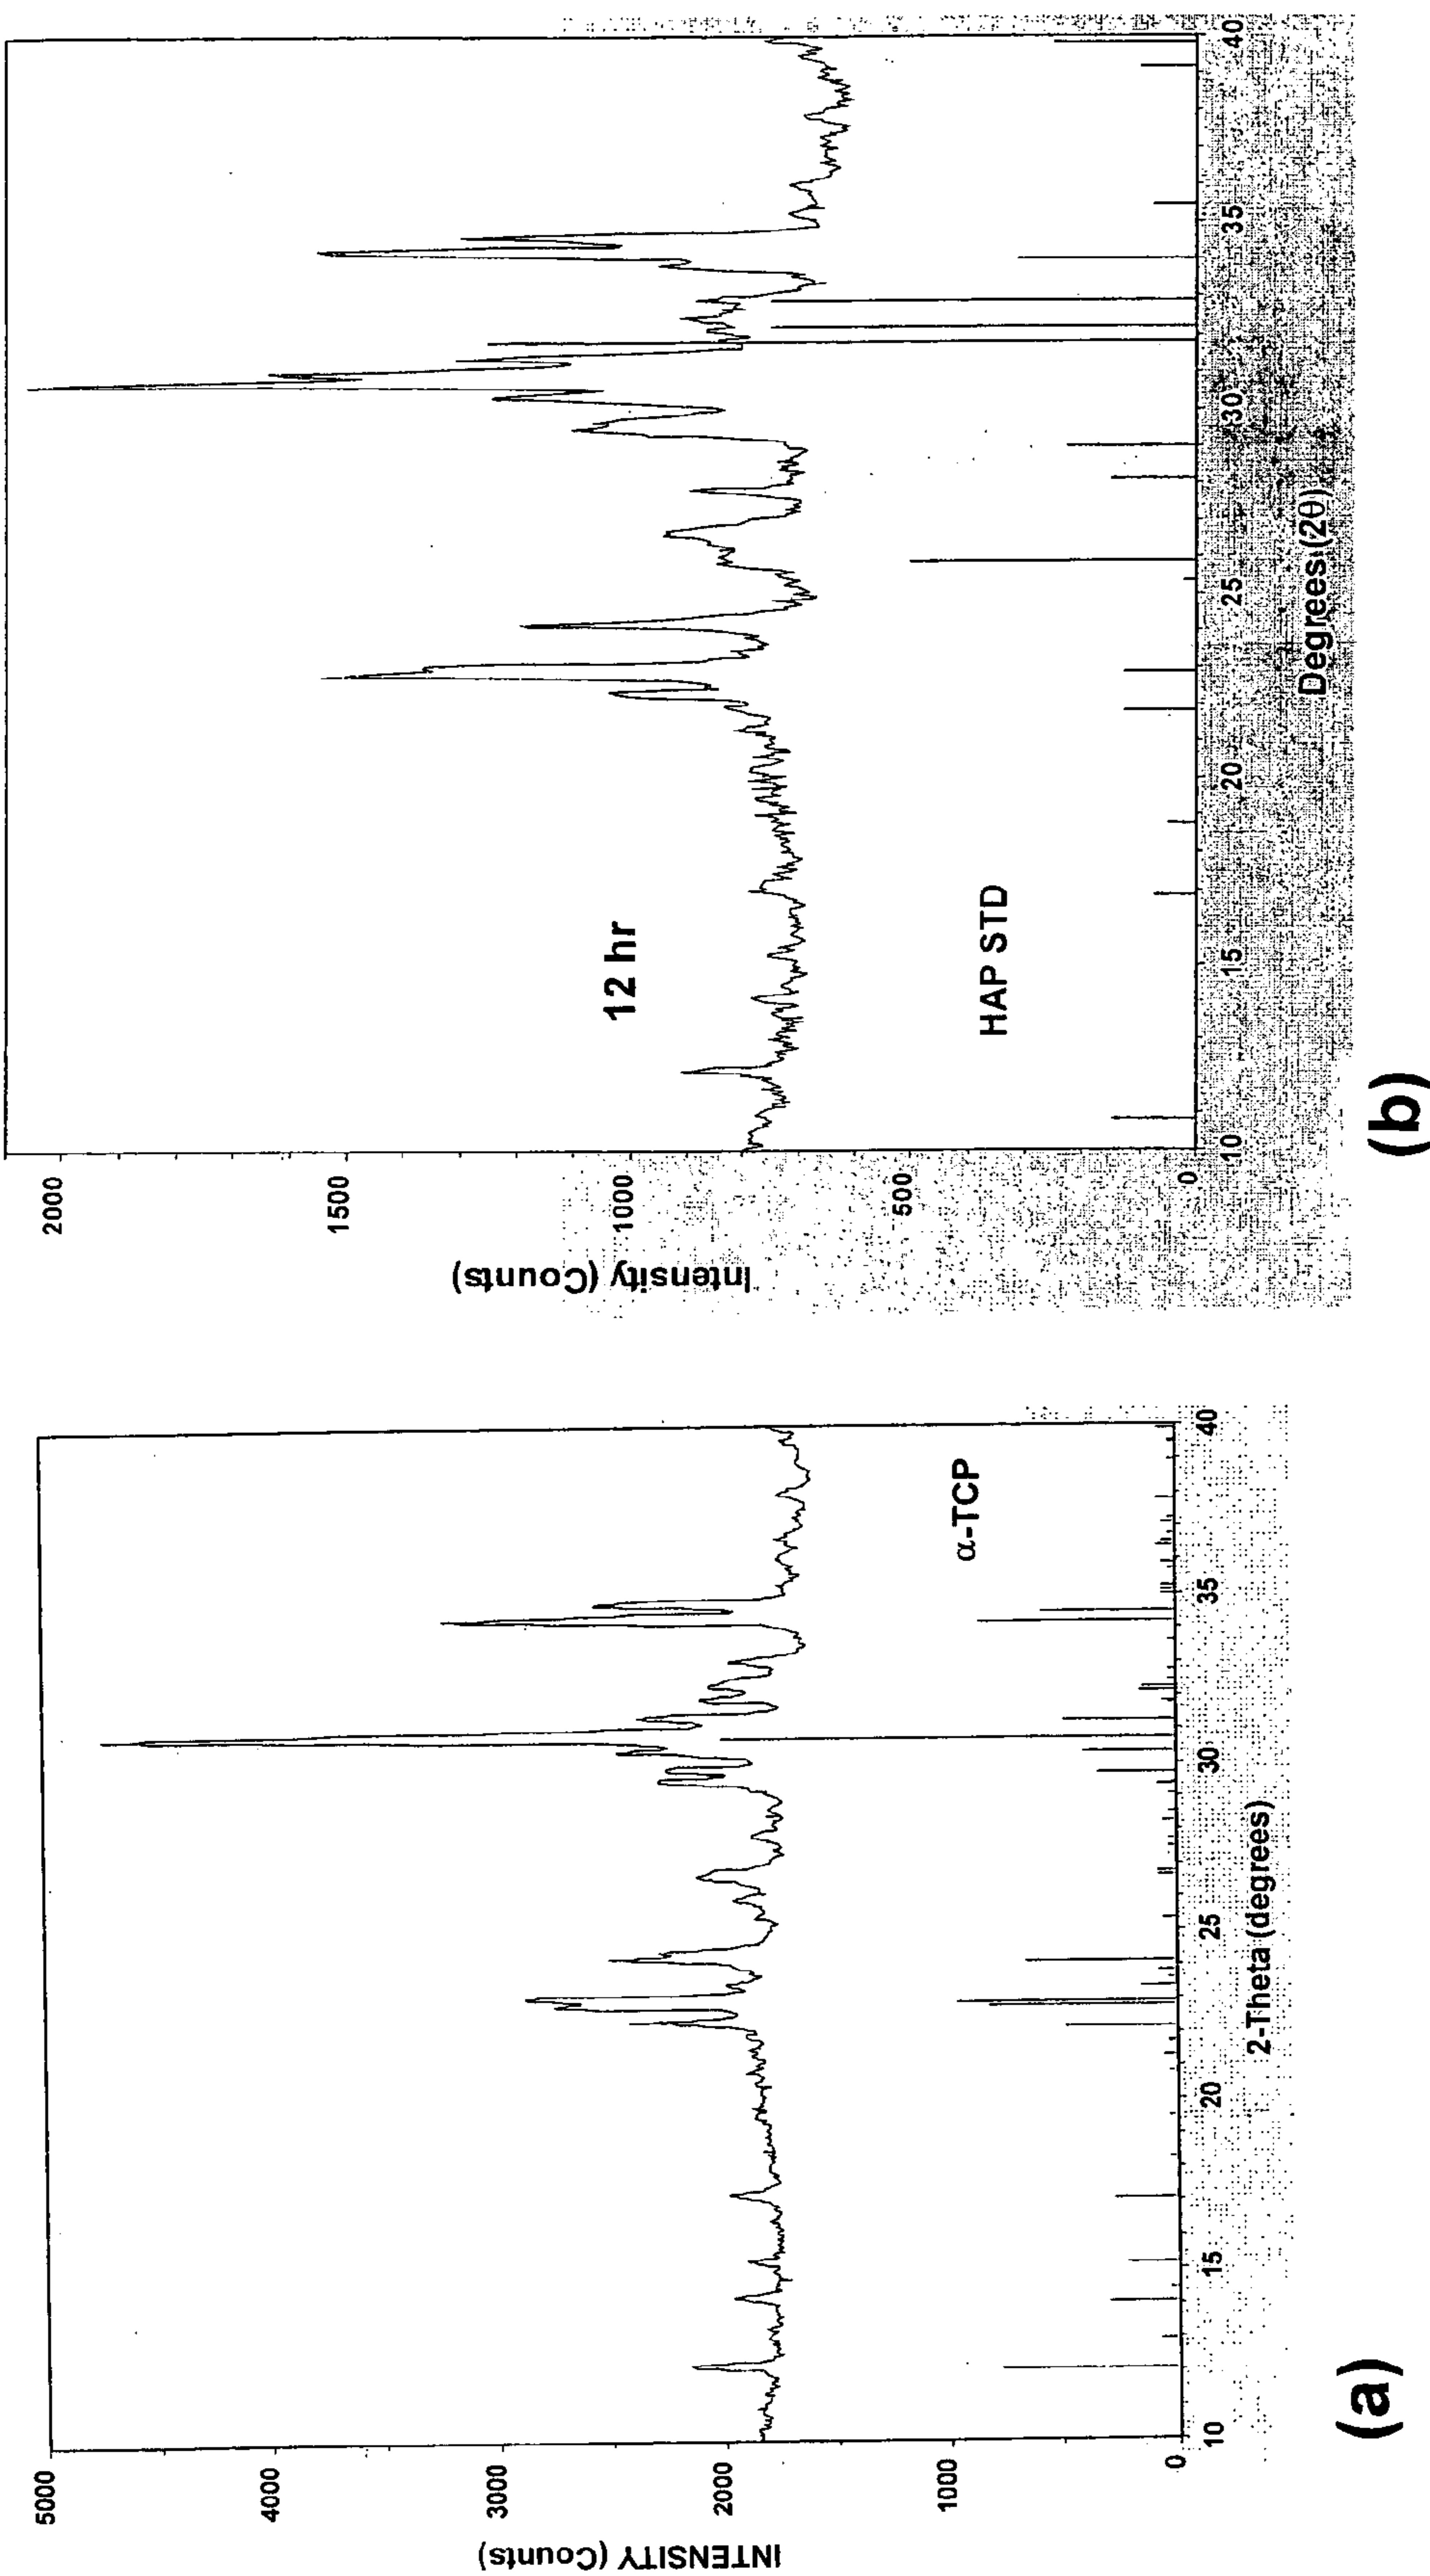 INTENSITY (Counts)
5000
4000
3000
2000
1000
0
α-TCP
10
15
20
25
30
35
40
2-Theta (degrees)
(a)
Intensity (Counts)
2000
1500
1000
500
0
12 hr
HAP STD
10
15
20
25
30
35
40
Degrees (2θ)
(b)